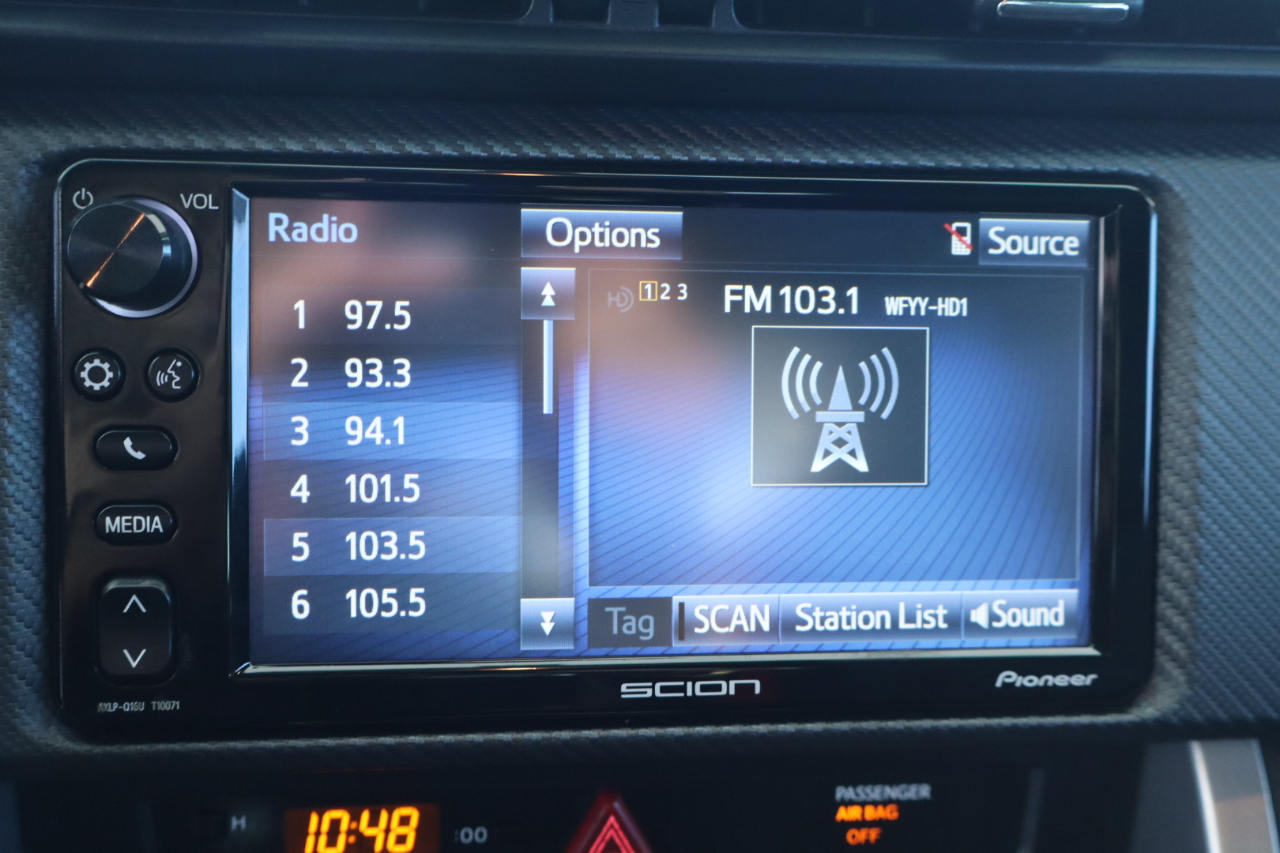 VOL
Radio
Options
Source
1 97.5
2 93.3
3 94.1
4 101.5
5 103.5
6 105.5
HD 1 2 3
FM 103.1 WFYY-HD1
MEDIA
Tag
SCAN
Station List
Sound
SCION
Pioneer
T10071
PASSENGER
AIR BAG
OFF
H
10:48
:00